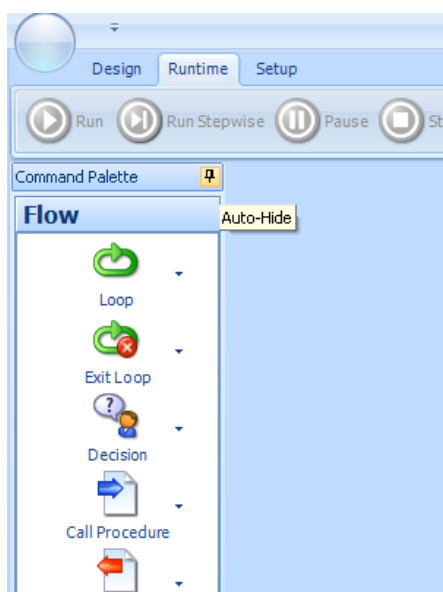 Design Runtime Setup
Run Run Stepwise Pause
Command Palette
Auto-Hide
Flow
Loop
Exit Loop
?
Decision
Call Procedure